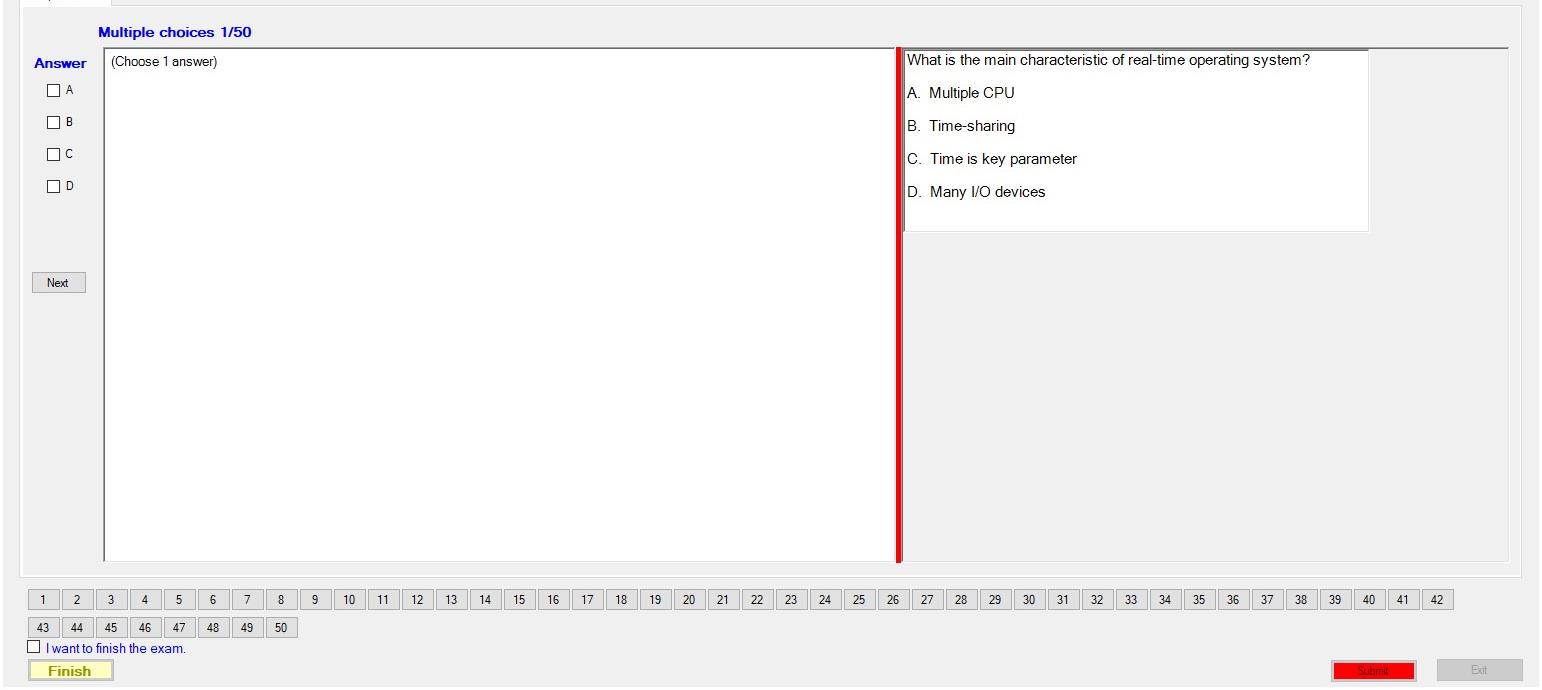 Multiple choices 1/50
Answer
(Choose 1 answer)
A
B
C
D
Next
What is the main characteristic of real-time operating system?
A. Multiple CPU
B. Time-sharing
C. Time is key parameter
D. Many I/O devices
1 2 3 4 5 6 7 8 9 10 11 12 13 14 15 16 17 18 19 20 21 22 23 24 25 26 27 28 29 30 31 32 33 34 35 36 37 38 39 40 41 42
43 44 45 46 47 48 49 50
I want to finish the exam.
Finish
Submit
Exit